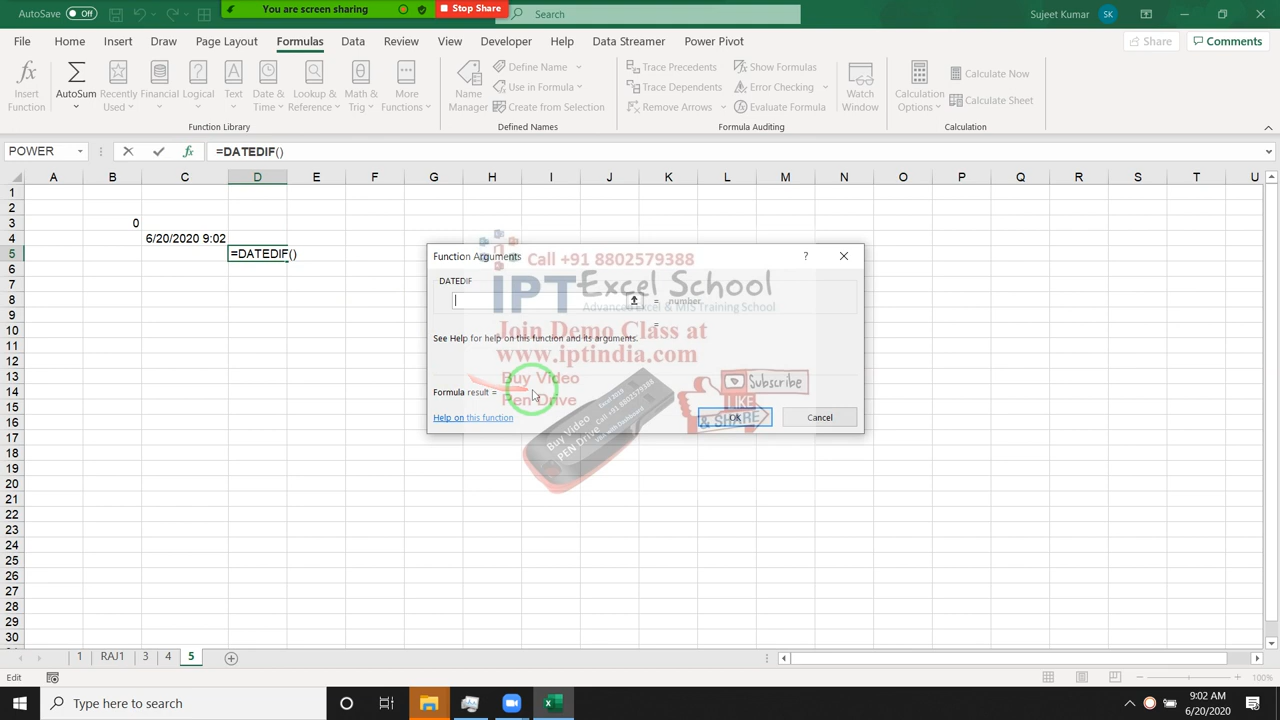 AutoSave Off
You are screen sharing
Stop Share
Search
Sujeet Kumar
SK
File Home Insert Draw Page Layout Formulas Data Review View Developer Help Data Streamer Power Pivot
Share
Comments
Insert Function
AutoSum
Recently Used
Financial
Logical
Text
Date & Time
Lookup & Reference
Math & Trig
More Functions
Function Library
Name Manager
Define Name
Use in Formula
Create from Selection
Defined Names
Trace Precedents
Trace Dependents
Remove Arrows
Show Formulas
Error Checking
Evaluate Formula
Formula Auditing
Watch Window
Calculation Options
Calculate Now
Calculate Sheet
Calculation
POWER
fx
=DATEDIF()
A B C D E F G H I J K L M N O P Q R S T U
1
2
3 0
4 6/20/2020 9:02
5 =DATEDIF()
6
7
8
9
10
11
12
13
14
15
16
17
18
19
20
21
22
23
24
25
26
27
28
29
30
Function Arguments
?
Call +91 8802579388
DATEDIF
iPT Excel School
= number
Advanced Excel & MIS Training School
=
Join Demo Class at
See Help for help on this function and its arguments.
www.iptindia.com
Buy Video
Pen Drive
Formula result =
Help on this function
OK
Cancel
Subscribe
LIKE
& SHARE
Buy Video
PEN Drive
Call +91 8802579388
1 RAJ1 3 4 5
Edit
100%
Type here to search
9:02 AM
6/20/2020